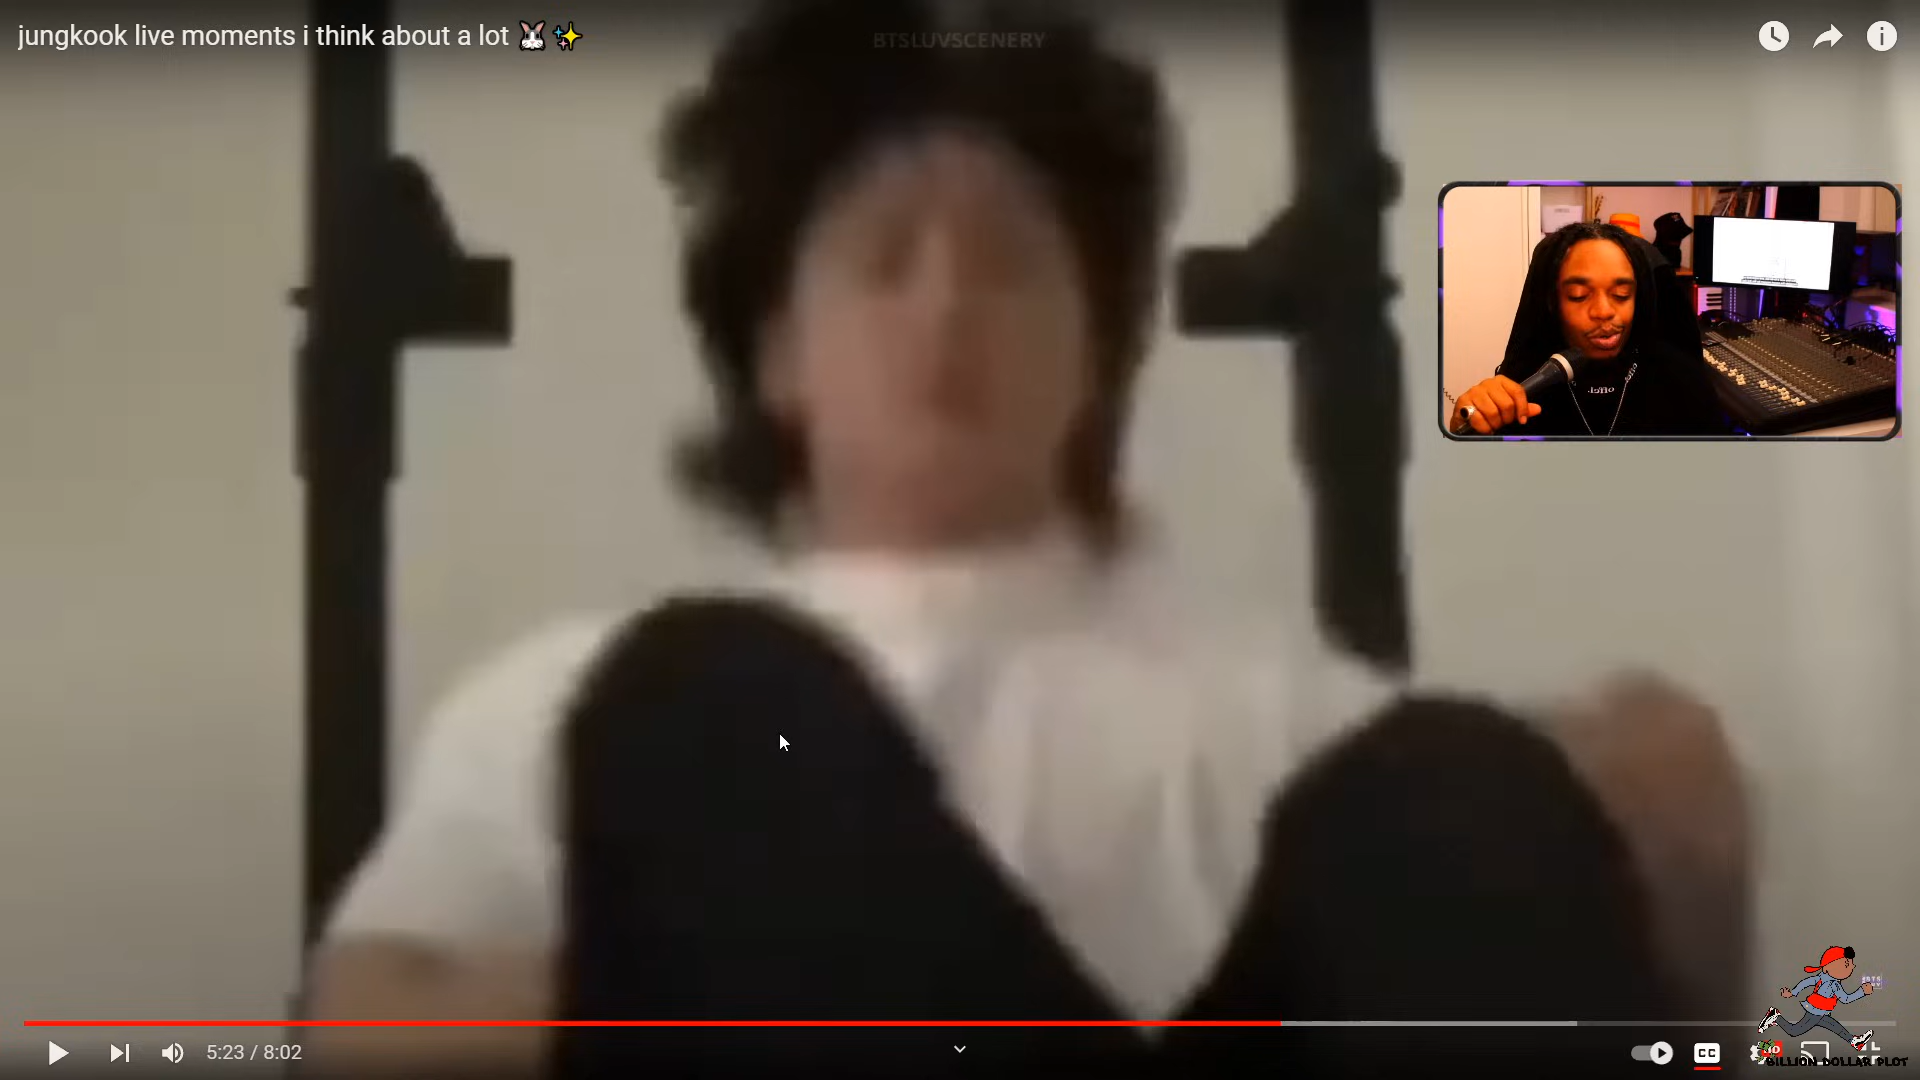 jungkook live moments i think about a lot 🐰✨
BTSLUVSCENERY
5:23 / 8:02
CC
BILLION DOLLAR PLOT